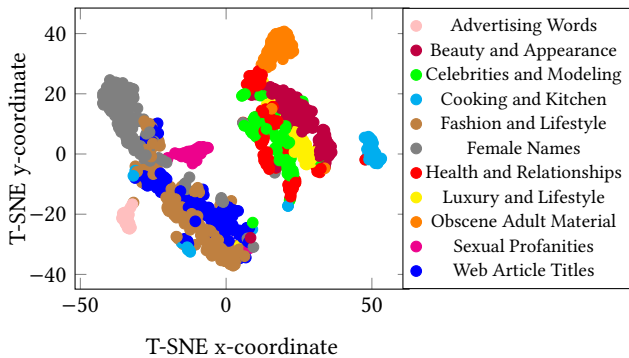 40
20
0
−20
−40
−50
0
50
T-SNE y-coordinate
T-SNE x-coordinate
Advertising Words
Beauty and Appearance
Celebrities and Modeling
Cooking and Kitchen
Fashion and Lifestyle
Female Names
Health and Relationships
Luxury and Lifestyle
Obscene Adult Material
Sexual Profanities
Web Article Titles